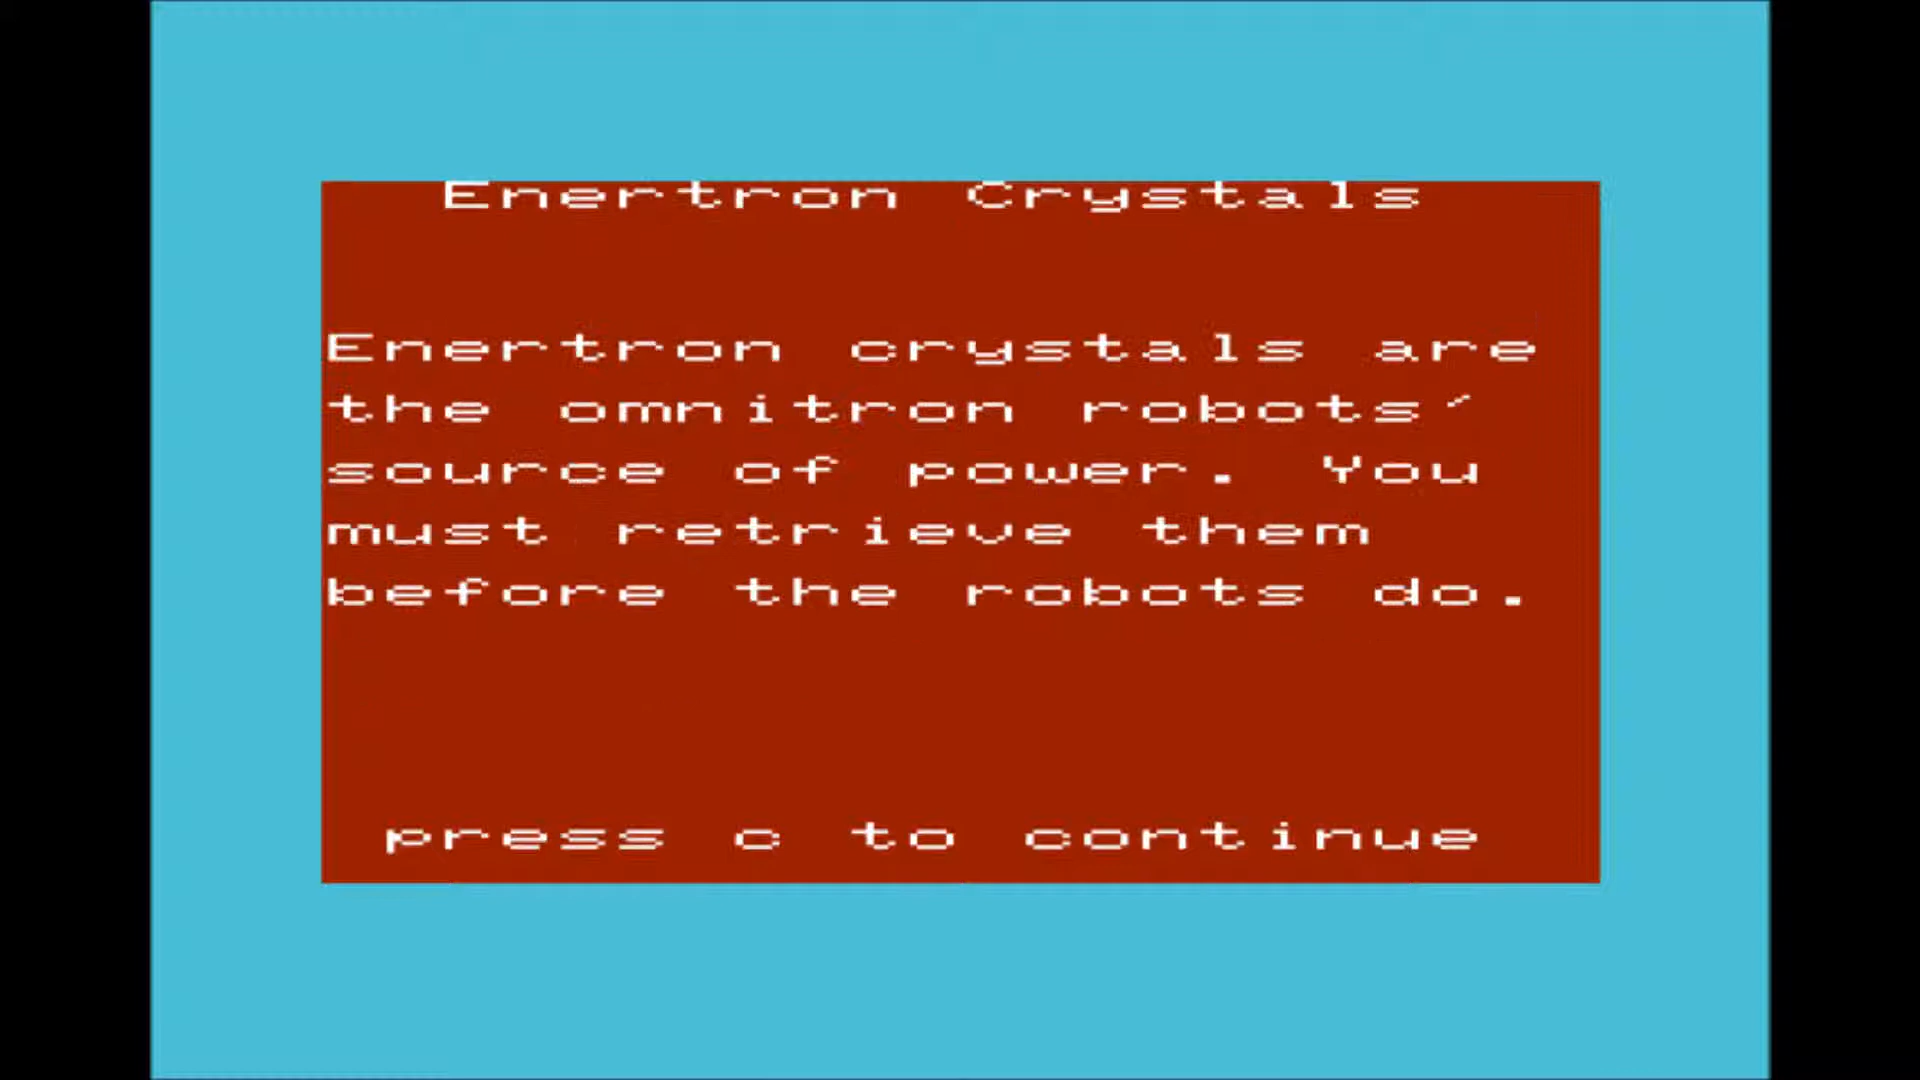 Enertron Crystals
Enertron crystals are
the omnitron robots´
source of power. You
must retrieve them
before the robots do.
press c to continue